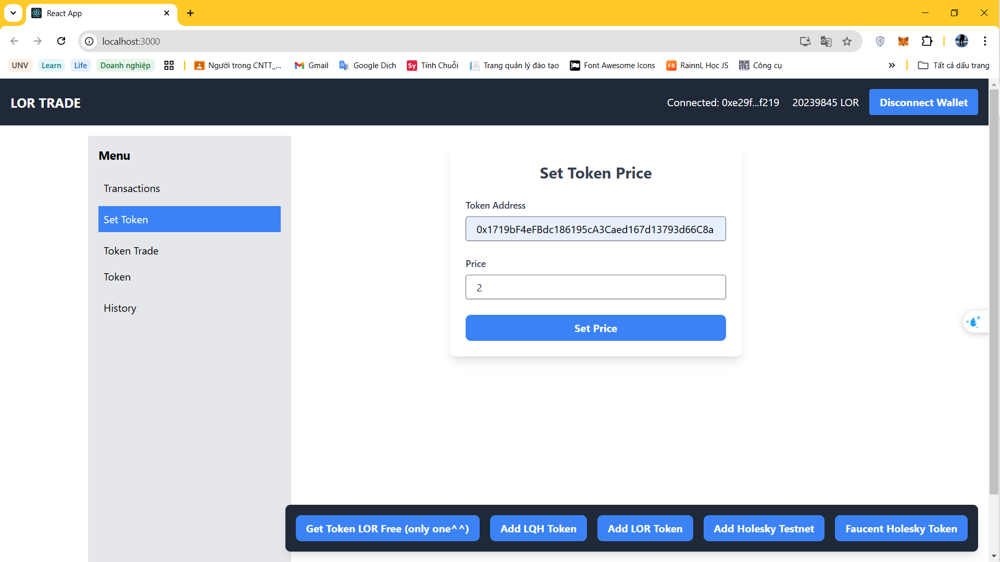 React App
localhost:3000
UNV Learn Life Doanh nghiệp Người trong CNTT_... Gmail Google Dịch Sy Tính Chuỗi Trang quản lý đào tạo Font Awesome Icons F8 RainnL Học JS ONLINE UTILS Công cụ Tất cả dấu trang
LOR TRADE Connected: 0xe29f...f219 20239845 LOR Disconnect Wallet
Menu
Transactions
Set Token
Token Trade
Token
History
Set Token Price
Token Address
0x1719bF4eFBdc186195cA3Caed167d13793d66C8a
Price
2
Set Price
Get Token LOR Free (only one^^) Add LQH Token Add LOR Token Add Holesky Testnet Faucent Holesky Token